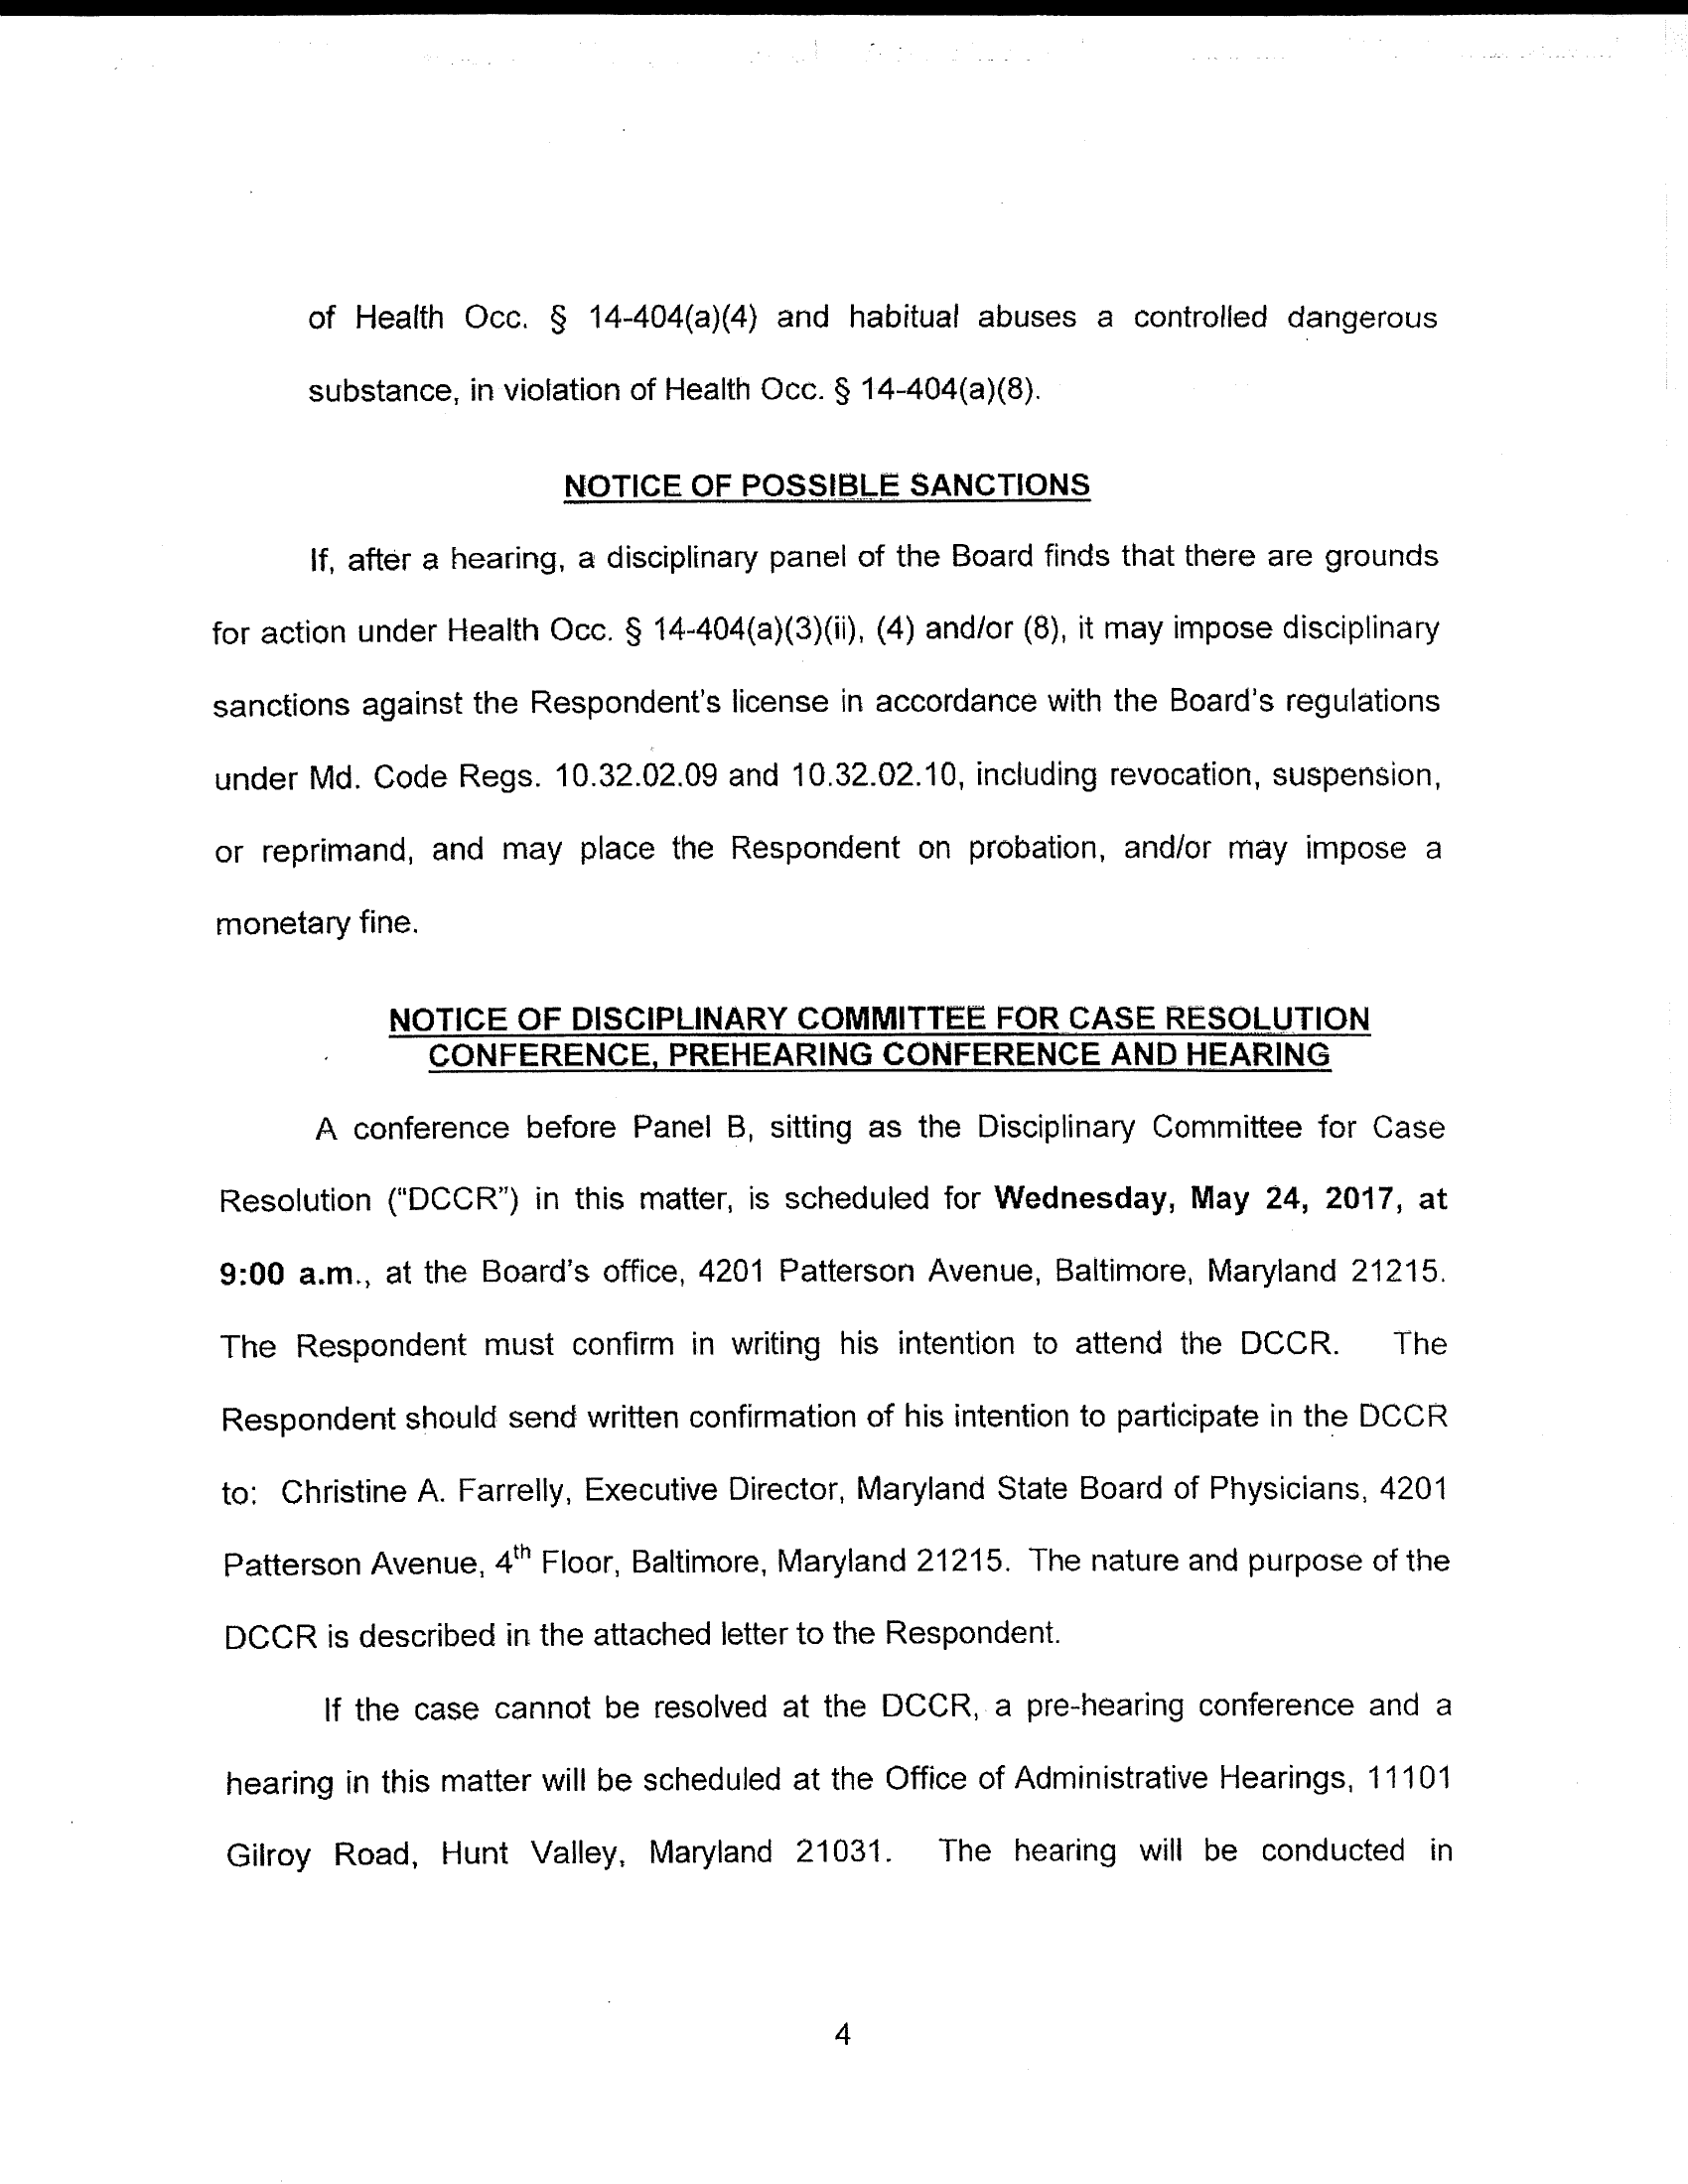 of Health Occ. § 14-404(a)(4) and habitual abuses a controlled dangerous
substance, in violation of Health Occ. § 14-404(a)(8).
NOTICE OF POSSIBLE SANCTIONS
If, after a hearing, a disciplinary panel of the Board finds that there are grounds
for action under Health Occ. § 14-404(a)(3)(ii), (4) and/or (8), it may impose disciplinary
sanctions against the Respondent's license in accordance with the Board's regulations
under Md. Code Regs. 10.32.02.09 and 10.32.02.10, including revocation, suspension,
or reprimand, and may place the Respondent on probation, and/or may impose a
monetary fine.
NOTICE OF DISCIPLINARY COMMITTEE FOR CASE RESOLUTION
CONFERENCE, PREHEARING CONFERENCE AND HEARING
A conference before Panel B, sitting as the Disciplinary Committee for Case
Resolution ("DCCR") in this matter, is scheduled for Wednesday, May 24, 2017, at
9:00 a.m., at the Board's office, 4201 Patterson Avenue, Baltimore, Maryland 21215.
The Respondent must confirm in writing his intention to attend the DCCR. The
Respondent should send written confirmation of his intention to participate in the DCCR
to: Christine A. Farrelly, Executive Director, Maryland State Board of Physicians, 4201
Patterson Avenue, 4th Floor, Baltimore, Maryland 21215. The nature and purpose of the
DCCR is described in the attached letter to the Respondent.
If the case cannot be resolved at the DCCR, a pre-hearing conference and a
hearing in this matter will be scheduled at the Office of Administrative Hearings, 11101
Gilroy Road, Hunt Valley, Maryland 21031. The hearing will be conducted in
4